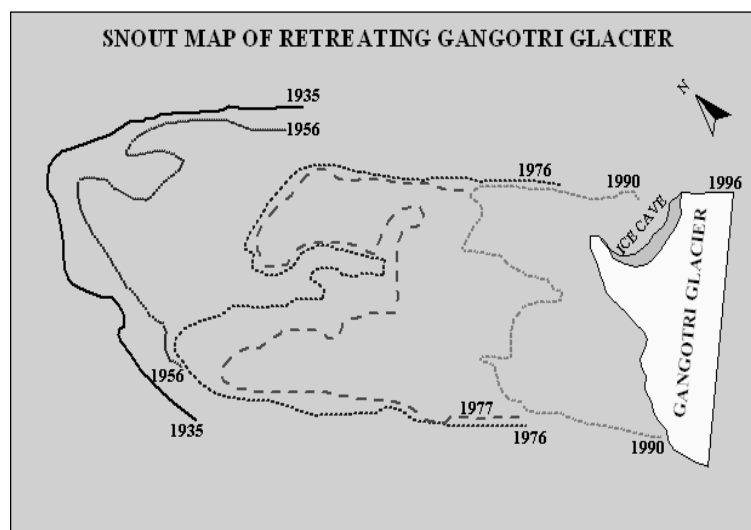 SNOUT MAP OF RETREATING GANGOTRI GLACIER
N
1935
1956
1976
1990
1996
ICE CAVE
GANGOTRI GLACIER
1956
1977
1976
1935
1990